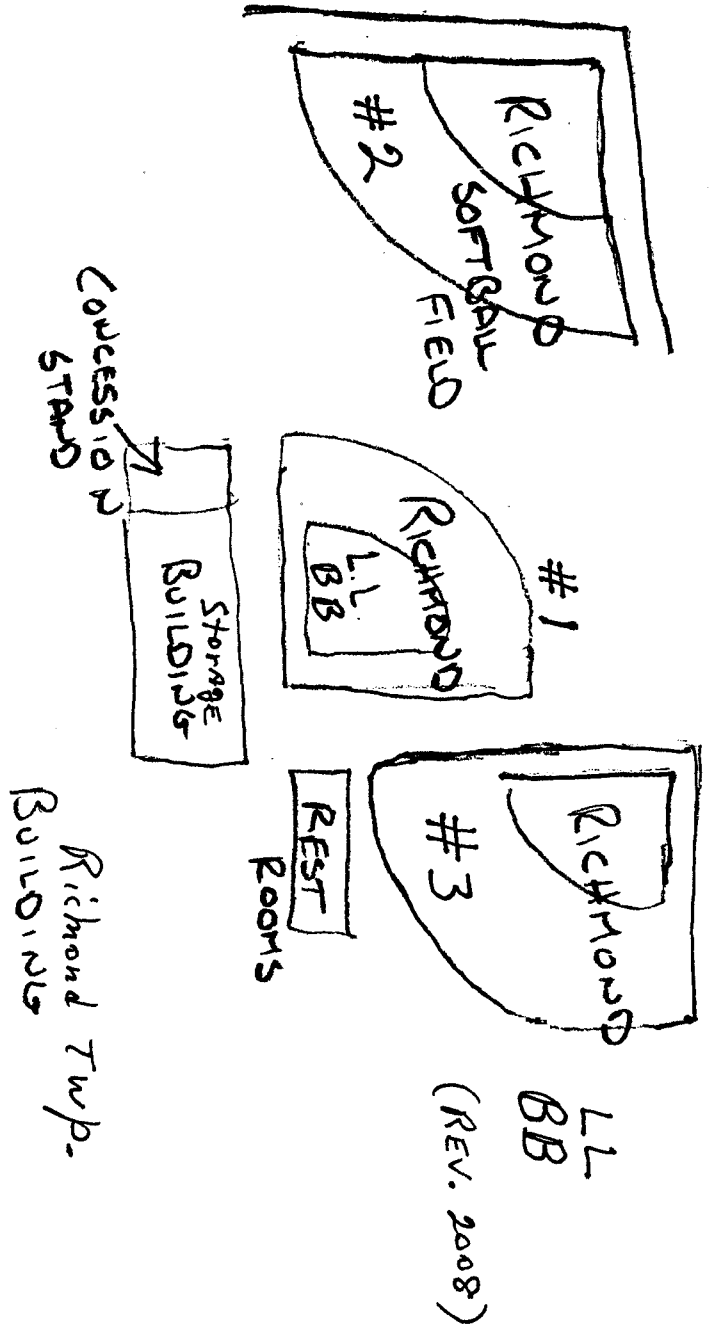 RICHMOND
SOFTBALL
FIELD
#2
#1
RICHMOND
L.L
BB
RICHMOND
#3
LL
BB
(REV. 2008)
CONCESSION
STAND
Storage
BUILDING
REST
ROOMS
Richmond Twp.
BUILDING